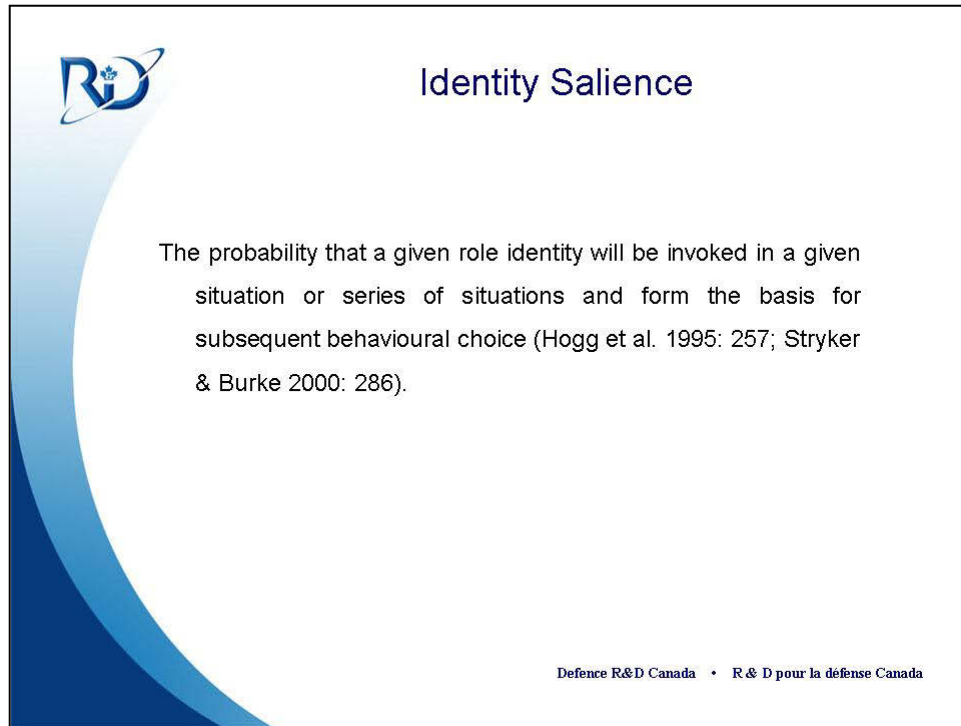 R&D
Identity Salience
The probability that a given role identity will be invoked in a given
situation or series of situations and form the basis for
subsequent behavioural choice (Hogg et al. 1995: 257; Stryker
& Burke 2000: 286).
Defence R&D Canada • R & D pour la défense Canada